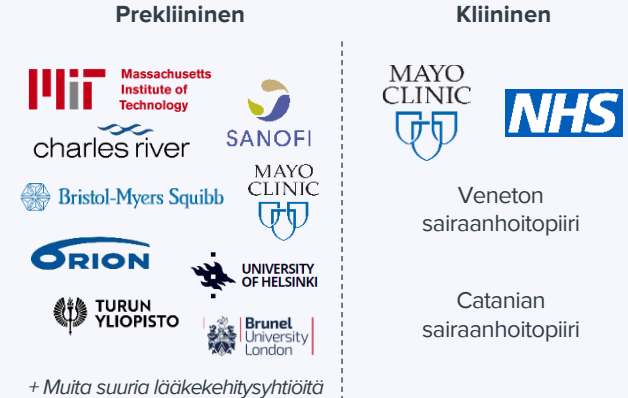 Prekliininen
Massachusetts
Institute of
Technology
SANOFI
charles river
MAYO
CLINIC
Bristol-Myers Squibb
ORION
UNIVERSITY
OF HELSINKI
TURUN
YLIOPISTO
Brunel
University
London
+ Muita suuria lääkekehitysyhtiöitä
Kliininen
MAYO
CLINIC
NHS
Veneton
sairaanhoitopiiri
Catanian
sairaanhoitopiiri